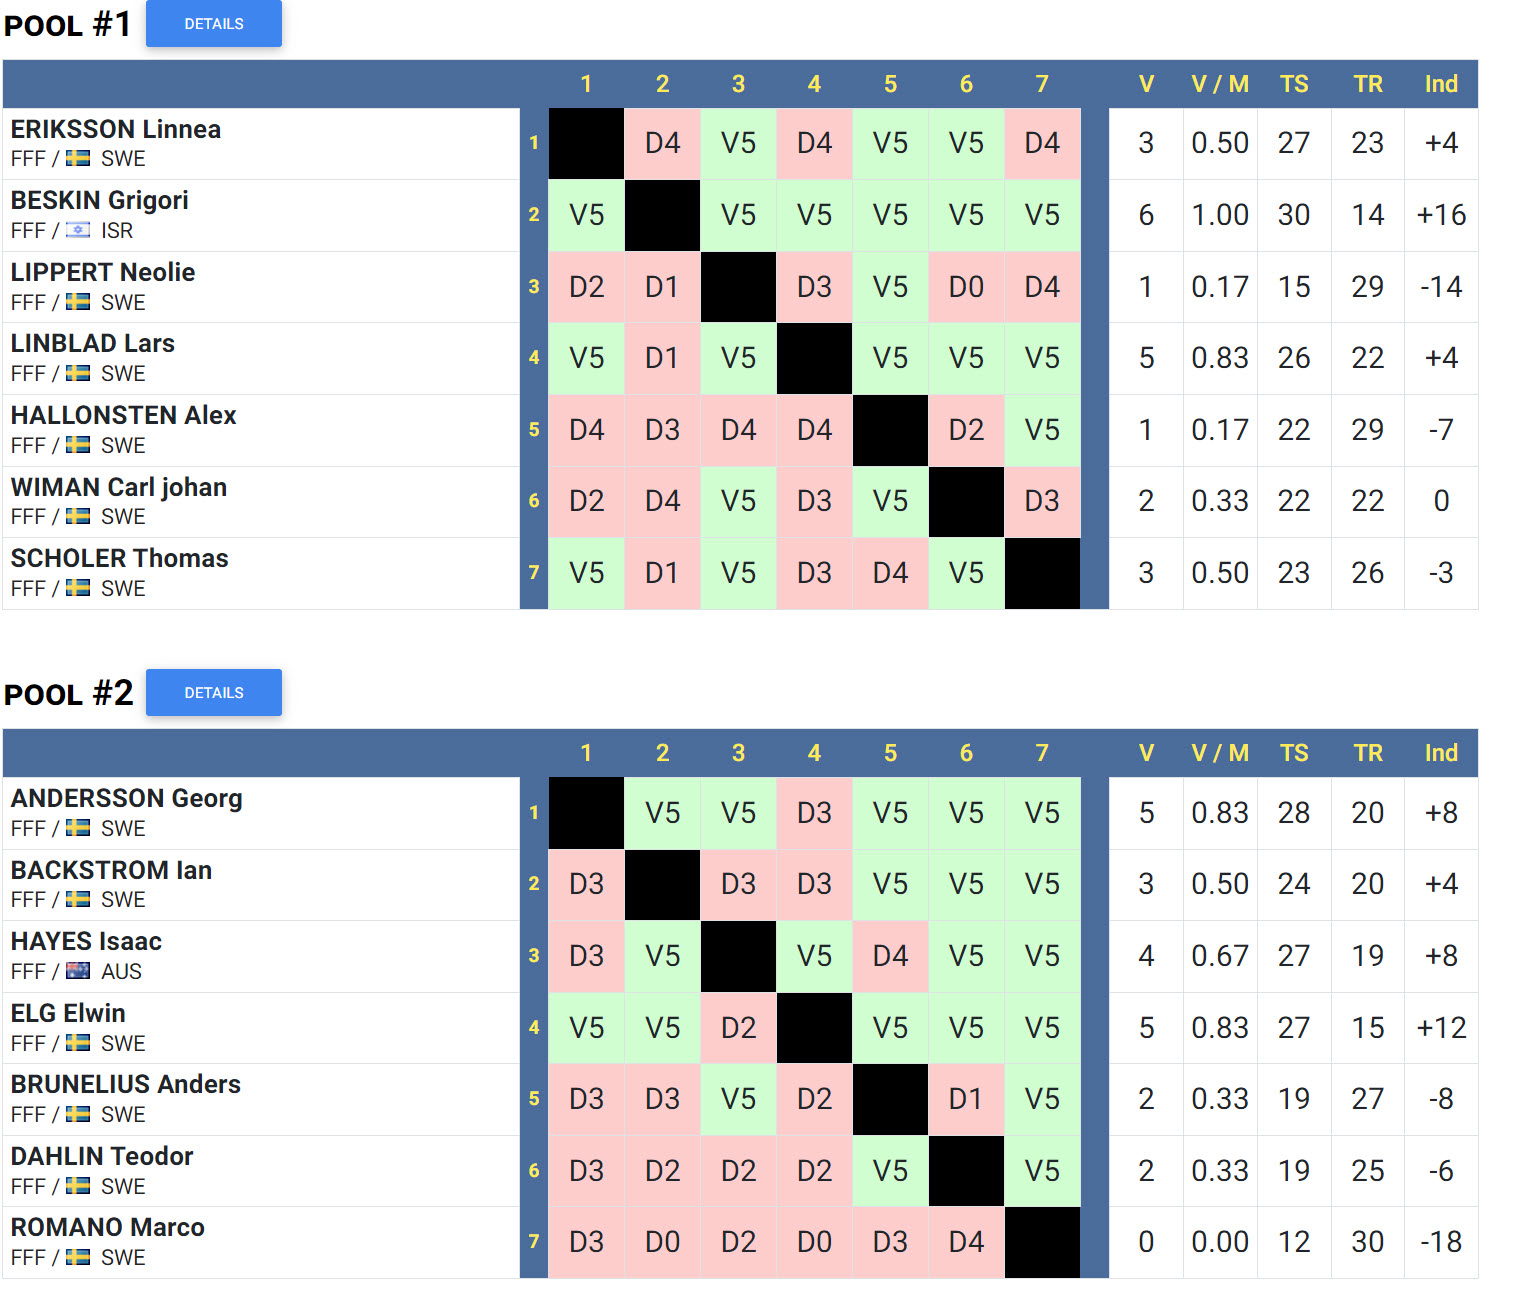 POOL #1 DETAILS
1 2 3 4 5 6 7 V V / M TS TR Ind
ERIKSSON Linnea
FFF / SWE
1 D4 V5 D4 V5 V5 D4 3 0.50 27 23 +4
BESKIN Grigori
FFF / ISR
2 V5 V5 V5 V5 V5 V5 6 1.00 30 14 +16
LIPPERT Neolie
FFF / SWE
3 D2 D1 D3 V5 D0 D4 1 0.17 15 29 -14
LINBLAD Lars
FFF / SWE
4 V5 D1 V5 V5 V5 V5 5 0.83 26 22 +4
HALLONSTEN Alex
FFF / SWE
5 D4 D3 D4 D4 D2 V5 1 0.17 22 29 -7
WIMAN Carl johan
FFF / SWE
6 D2 D4 V5 D3 V5 D3 2 0.33 22 22 0
SCHOLER Thomas
FFF / SWE
7 V5 D1 V5 D3 D4 V5 3 0.50 23 26 -3
POOL #2 DETAILS
1 2 3 4 5 6 7 V V / M TS TR Ind
ANDERSSON Georg
FFF / SWE
1 V5 V5 D3 V5 V5 V5 5 0.83 28 20 +8
BACKSTROM Ian
FFF / SWE
2 D3 D3 D3 V5 V5 V5 3 0.50 24 20 +4
HAYES Isaac
FFF / AUS
3 D3 V5 V5 D4 V5 V5 4 0.67 27 19 +8
ELG Elwin
FFF / SWE
4 V5 V5 D2 V5 V5 V5 5 0.83 27 15 +12
BRUNELIUS Anders
FFF / SWE
5 D3 D3 V5 D2 D1 V5 2 0.33 19 27 -8
DAHLIN Teodor
FFF / SWE
6 D3 D2 D2 D2 V5 V5 2 0.33 19 25 -6
ROMANO Marco
FFF / SWE
7 D3 D0 D2 D0 D3 D4 0 0.00 12 30 -18